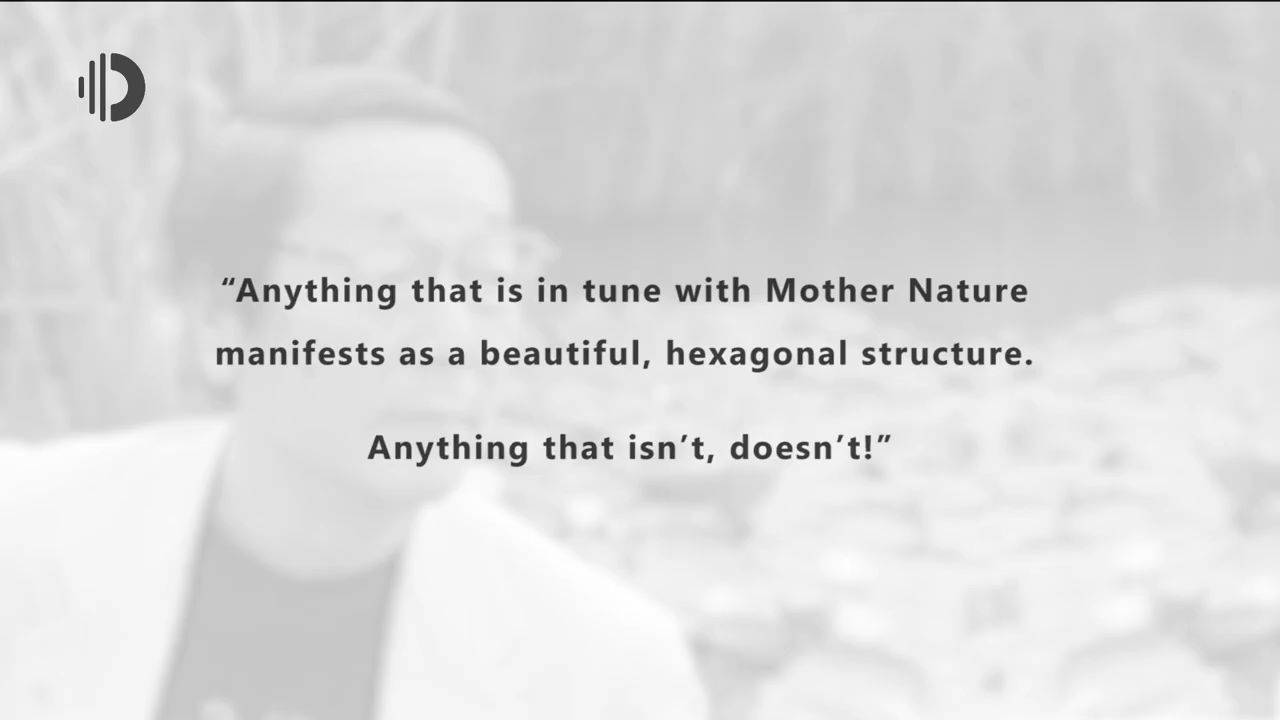 “Anything that is in tune with Mother Nature
manifests as a beautiful, hexagonal structure.
Anything that isn’t, doesn’t!”